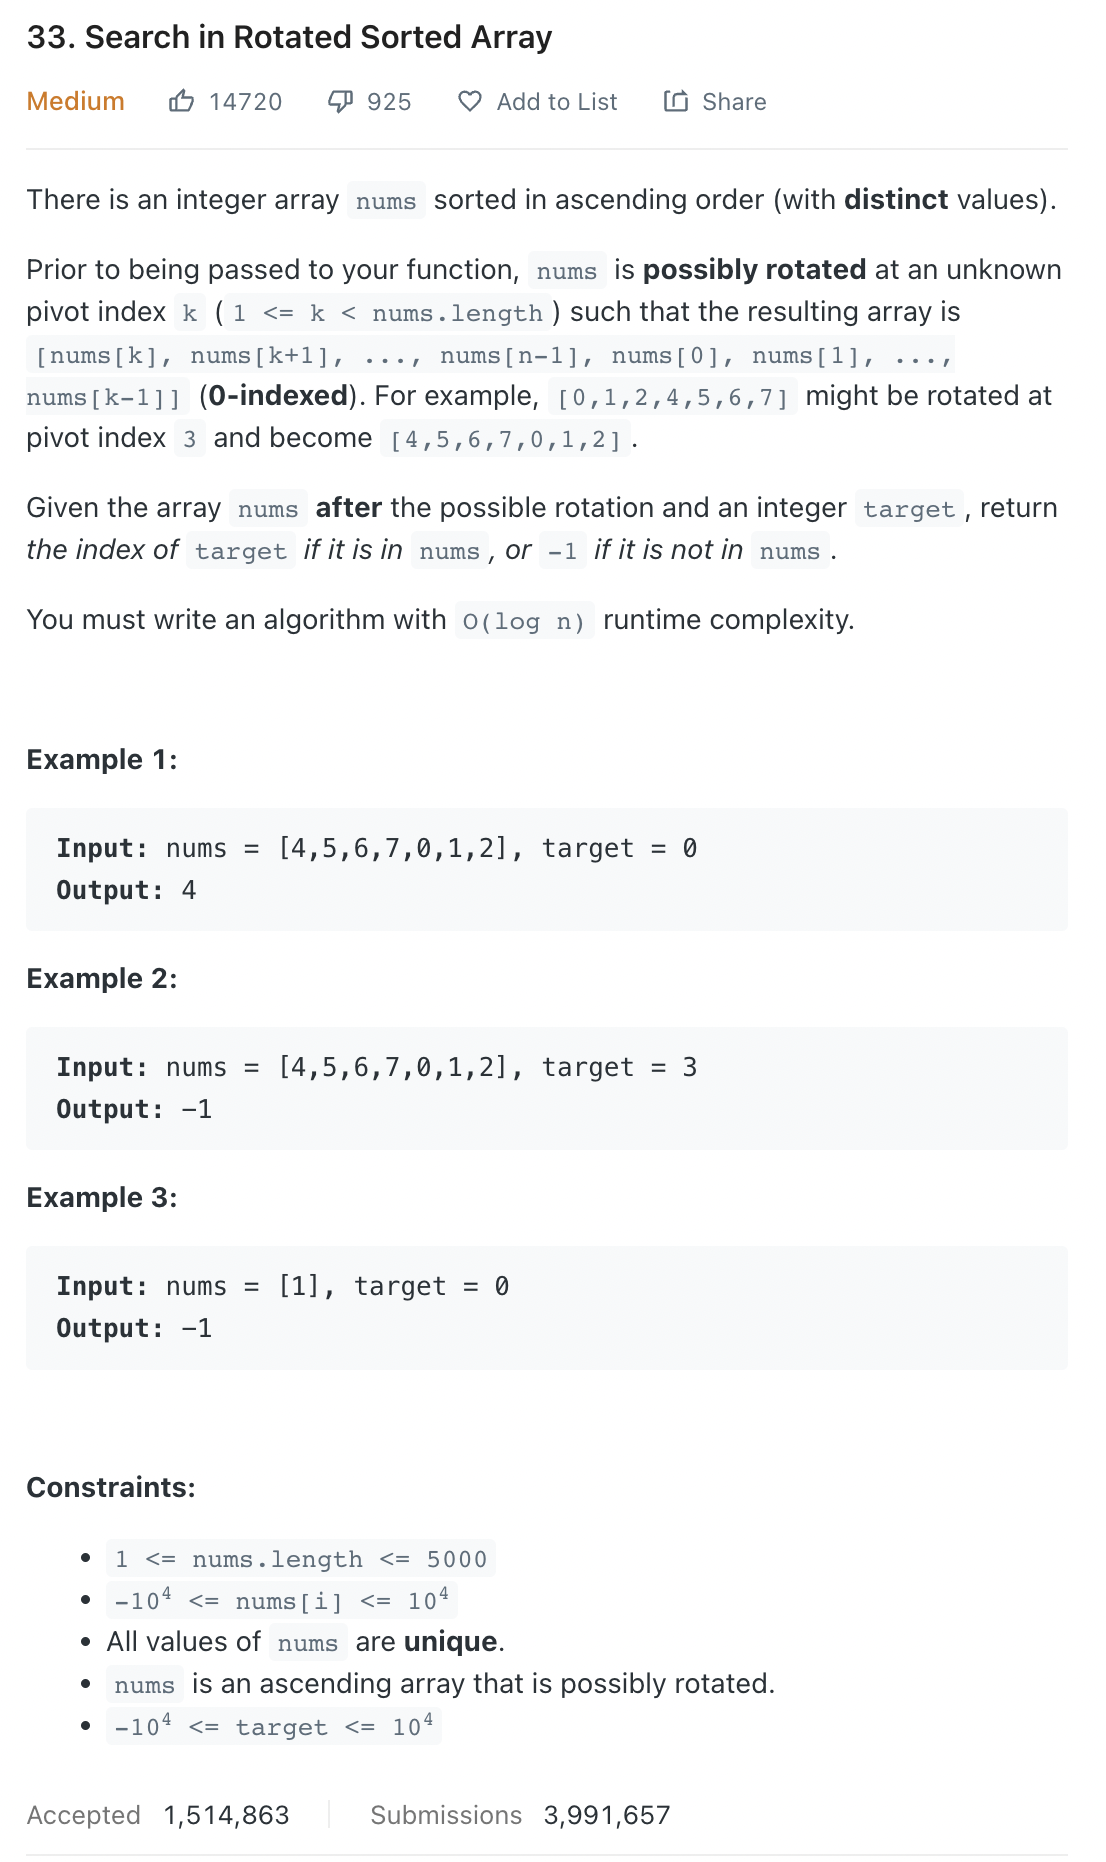 33. Search in Rotated Sorted Array
Medium 14720 925 Add to List Share
There is an integer array nums sorted in ascending order (with distinct values).
Prior to being passed to your function, nums is possibly rotated at an unknown
pivot index k (1 <= k < nums.length) such that the resulting array is
[nums[k], nums[k+1], ..., nums[n-1], nums[0], nums[1], ...,
nums[k-1]] (0-indexed). For example, [0,1,2,4,5,6,7] might be rotated at
pivot index 3 and become [4,5,6,7,0,1,2].
Given the array nums after the possible rotation and an integer target, return
the index of target if it is in nums, or -1 if it is not in nums.
You must write an algorithm with O(log n) runtime complexity.
Example 1:
Input: nums = [4,5,6,7,0,1,2], target = 0
Output: 4
Example 2:
Input: nums = [4,5,6,7,0,1,2], target = 3
Output: -1
Example 3:
Input: nums = [1], target = 0
Output: -1
Constraints:
• 1 <= nums.length <= 5000
• -10⁴ <= nums[i] <= 10⁴
• All values of nums are unique.
• nums is an ascending array that is possibly rotated.
• -10⁴ <= target <= 10⁴
Accepted 1,514,863 Submissions 3,991,657